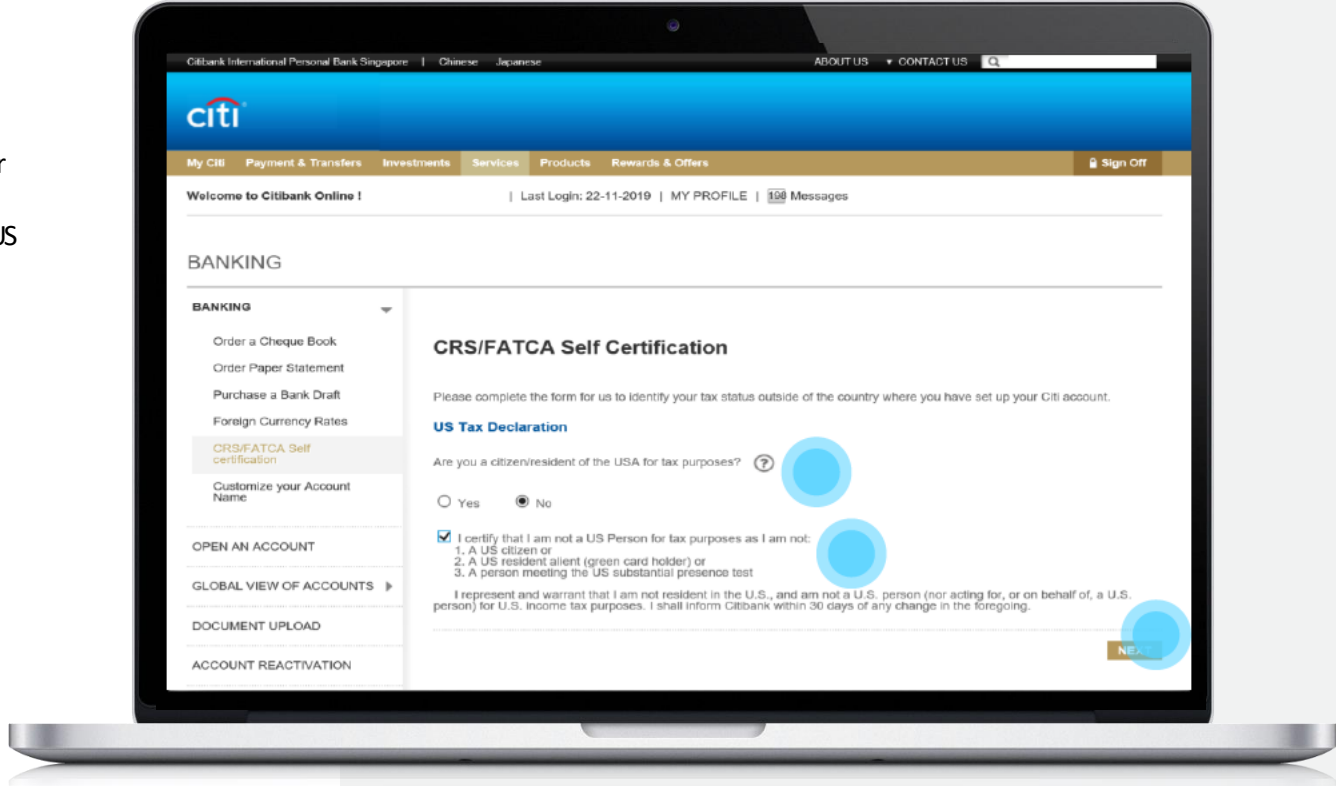 Citibank International Personal Bank Singapore | Chinese Japanese ABOUT US ▼ CONTACT US
citi
My Citi Payment & Transfers Investments Services Products Rewards & Offers Sign Off
Welcome to Citibank Online ! | Last Login: 22-11-2019 | MY PROFILE | 198 Messages
r
US
BANKING
BANKING
Order a Cheque Book
Order Paper Statement
Purchase a Bank Draft
Foreign Currency Rates
CRS/FATCA Self
certification
Customize your Account
Name
OPEN AN ACCOUNT
GLOBAL VIEW OF ACCOUNTS
DOCUMENT UPLOAD
ACCOUNT REACTIVATION
CRS/FATCA Self Certification
Please complete the form for us to identify your tax status outside of the country where you have set up your Citi account.
US Tax Declaration
Are you a citizen/resident of the USA for tax purposes? ?
Yes No
I certify that I am not a US Person for tax purposes as I am not:
1. A US citizen or
2. A US resident alient (green card holder) or
3. A person meeting the US substantial presence test
I represent and warrant that I am not resident in the U.S., and am not a U.S. person (nor acting for, or on behalf of, a U.S.
person) for U.S. income tax purposes. I shall inform Citibank within 30 days of any change in the foregoing.
NEXT